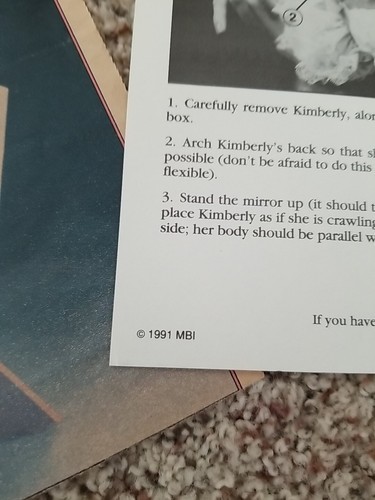 2
1. Carefully remove Kimberly, alon
box.
2. Arch Kimberly's back so that sh
possible (don't be afraid to do this
flexible).
3. Stand the mirror up (it should t
place Kimberly as if she is crawling
side; her body should be parallel w
If you have
© 1991 MBI